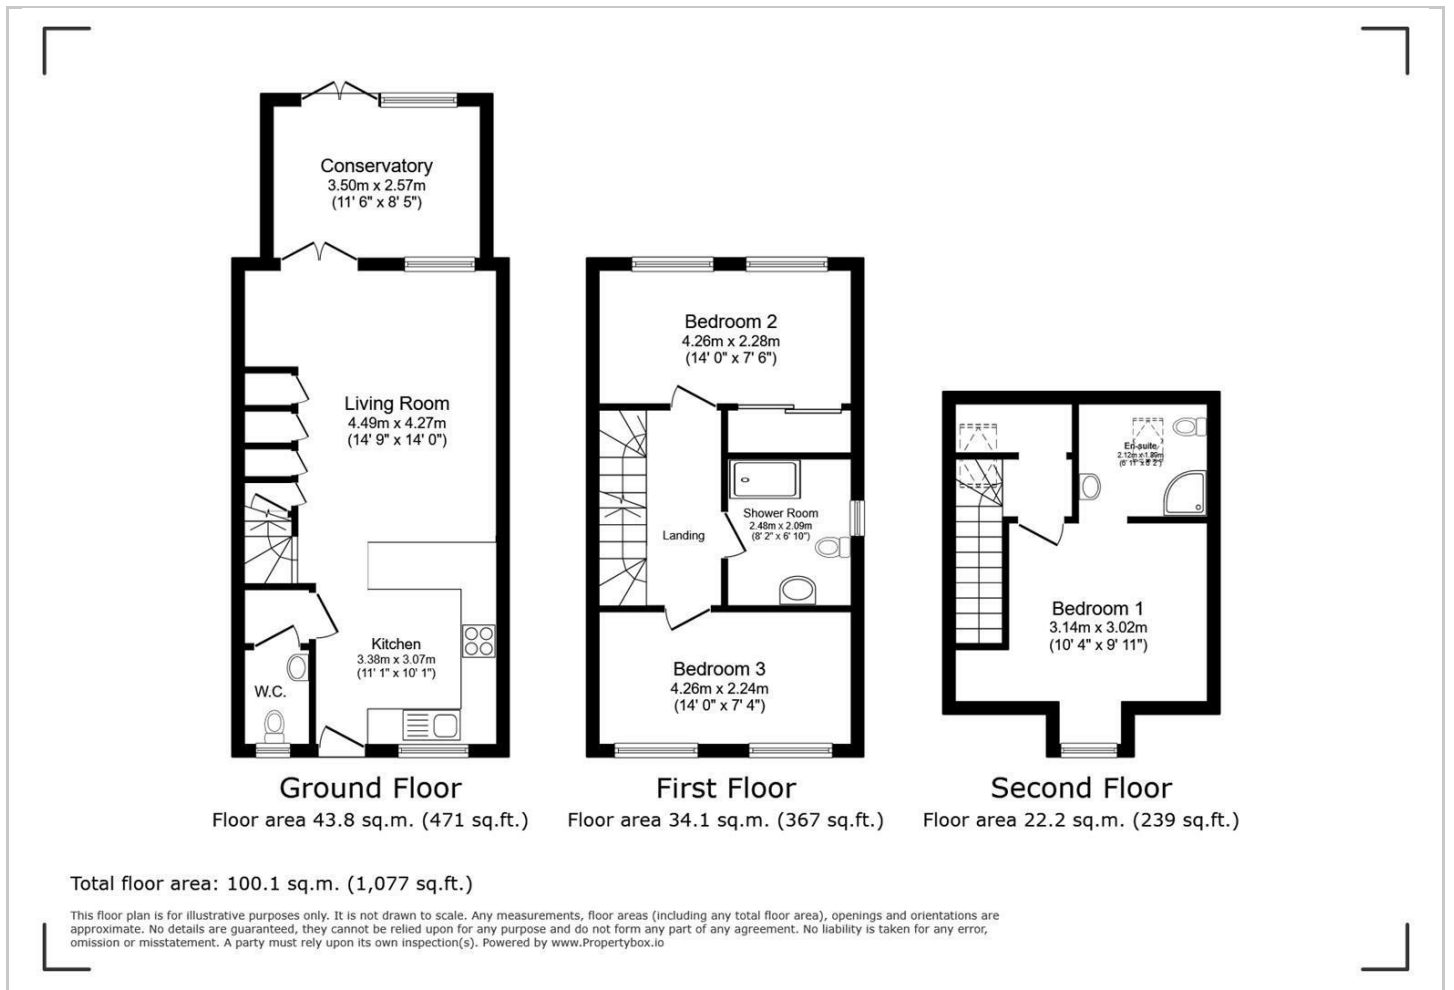 Conservatory
3.50m x 2.57m
(11' 6" x 8' 5")
Living Room
4.49m x 4.27m
(14' 9" x 14' 0")
Kitchen
3.38m x 3.07m
(11' 1" x 10' 1")
W.C.
Ground Floor
Floor area 43.8 sq.m. (471 sq.ft.)
Bedroom 2
4.26m x 2.28m
(14' 0" x 7' 6")
Shower Room
2.48m x 2.09m
(8' 2" x 6' 10")
Landing
Bedroom 3
4.26m x 2.24m
(14' 0" x 7' 4")
First Floor
Floor area 34.1 sq.m. (367 sq.ft.)
En-suite
2.12m x 1.89m
(6' 11" x 6' 2")
Bedroom 1
3.14m x 3.02m
(10' 4" x 9' 11")
Second Floor
Floor area 22.2 sq.m. (239 sq.ft.)
Total floor area: 100.1 sq.m. (1,077 sq.ft.)
This floor plan is for illustrative purposes only. It is not drawn to scale. Any measurements, floor areas (including any total floor area), openings and orientations are
approximate. No details are guaranteed, they cannot be relied upon for any purpose and do not form any part of any agreement. No liability is taken for any error,
omission or misstatement. A party must rely upon its own inspection(s). Powered by www.Propertybox.io